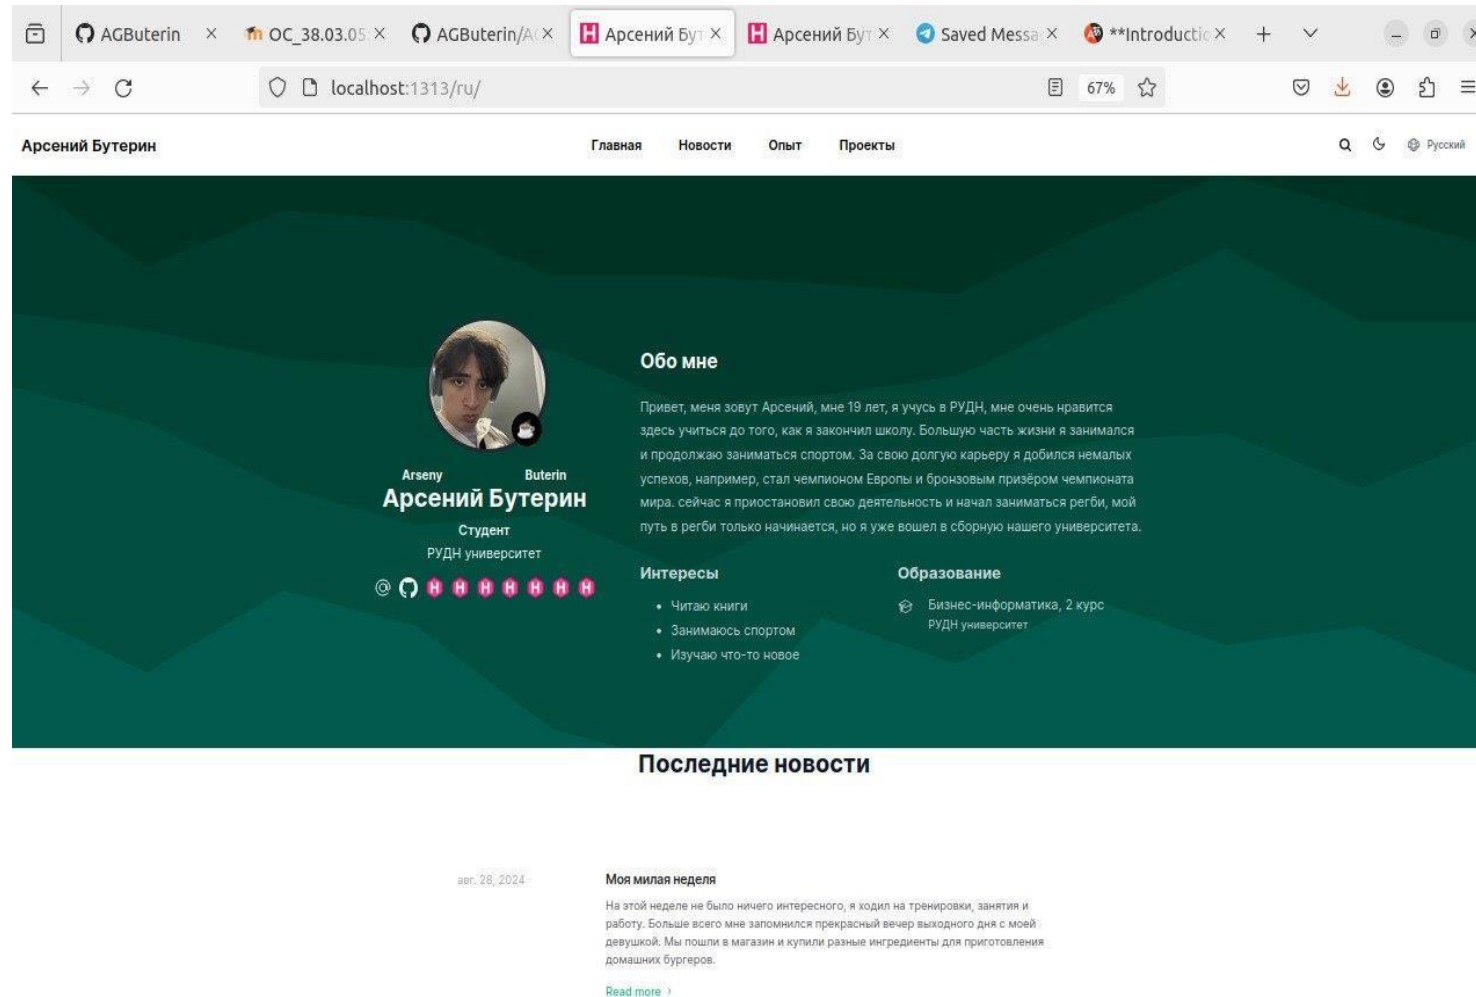 AGButerin
OC_38.03.05
AGButerin/A
Арсений Бут
Арсений Бут
Saved Messa
**Introductio
localhost:1313/ru/
67%
Арсений Бутерин
Главная Новости Опыт Проекты
Русский
Arseny Buterin
Арсений Бутерин
Студент
РУДН университет
Обо мне
Привет, меня зовут Арсений, мне 19 лет, я учусь в РУДН, мне очень нравится
здесь учиться до того, как я закончил школу. Большую часть жизни я занимался
и продолжаю заниматься спортом. За свою долгую карьеру я добился немалых
успехов, например, стал чемпионом Европы и бронзовым призёром чемпионата
мира. сейчас я приостановил свою деятельность и начал заниматься регби, мой
путь в регби только начинается, но я уже вошел в сборную нашего университета.
Интересы
Читаю книги
Занимаюсь спортом
Изучаю что-то новое
Образование
Бизнес-информатика, 2 курс
РУДН университет
Последние новости
авг. 28, 2024
Моя милая неделя
На этой неделе не было ничего интересного, я ходил на тренировки, занятия и
работу. Больше всего мне запомнился прекрасный вечер выходного дня с моей
девушкой. Мы пошли в магазин и купили разные ингредиенты для приготовления
домашних бургеров.
Read more